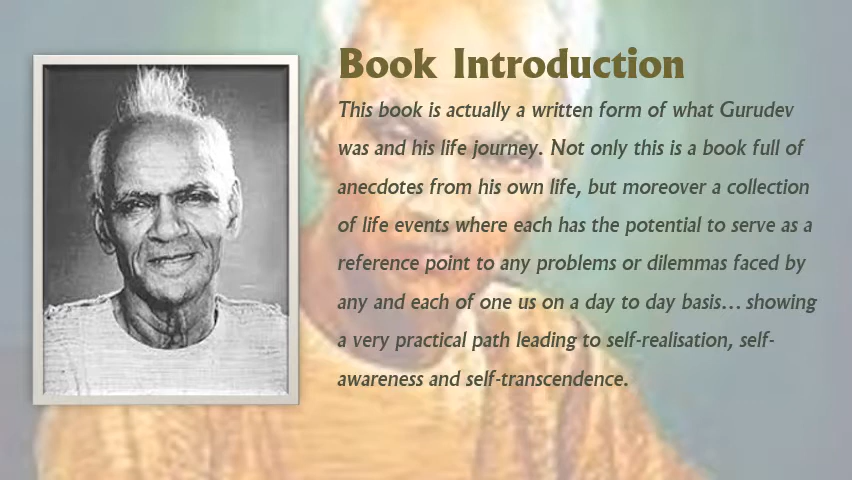 Book Introduction
This book is actually a written form of what Gurudev
was and his life journey. Not only this is a book full of
anecdotes from his own life, but moreover a collection
of life events where each has the potential to serve as a
reference point to any problems or dilemmas faced by
any and each of one us on a day to day basis... showing
a very practical path leading to self-realisation, self-
awareness and self-transcendence.